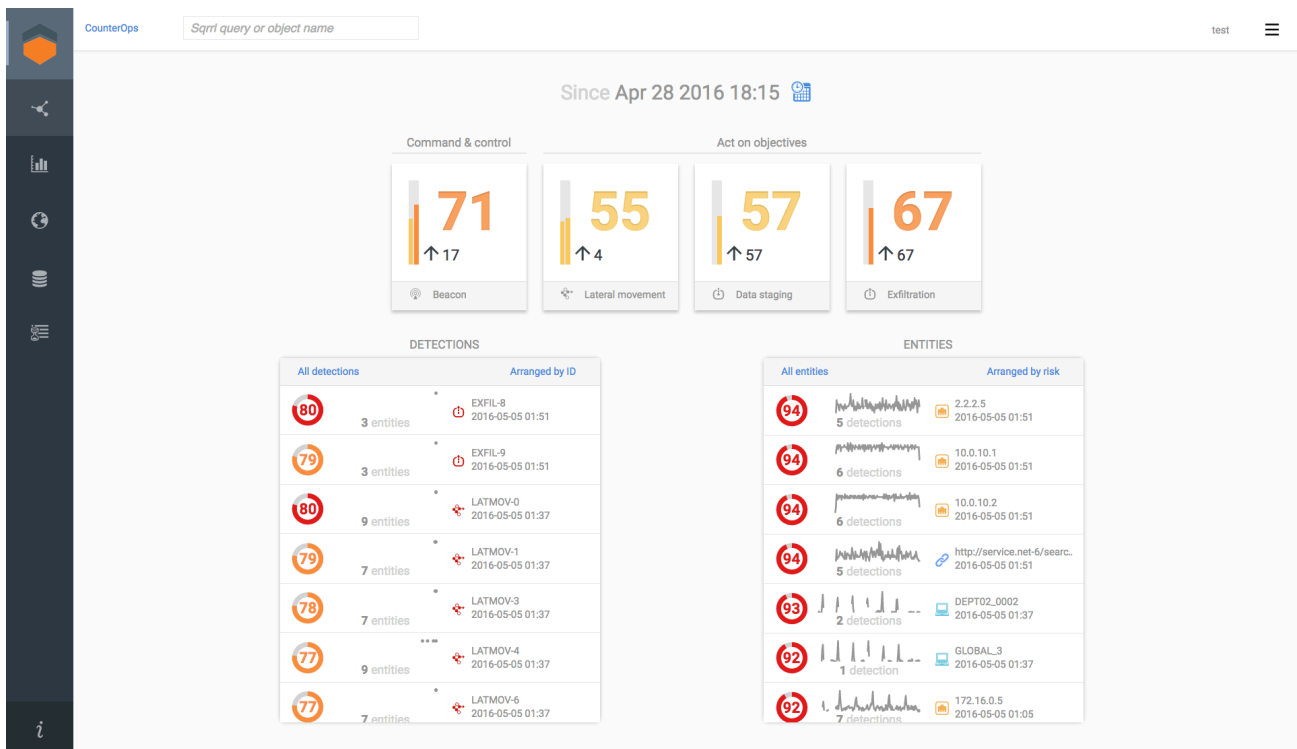 CounterOps
Sqrrl query or object name
test
Since Apr 28 2016 18:15
Command & control
Act on objectives
71
17
Beacon
55
4
Lateral movement
57
57
Data staging
67
67
Exfiltration
DETECTIONS
All detections
Arranged by ID
80
3 entities
EXFIL-8
2016-05-05 01:51
79
3 entities
EXFIL-9
2016-05-05 01:51
80
9 entities
LATMOV-0
2016-05-05 01:37
79
7 entities
LATMOV-1
2016-05-05 01:37
78
7 entities
LATMOV-3
2016-05-05 01:37
77
9 entities
LATMOV-4
2016-05-05 01:37
77
7 entities
LATMOV-6
2016-05-05 01:37
ENTITIES
All entities
Arranged by risk
94
5 detections
2.2.2.5
2016-05-05 01:51
94
6 detections
10.0.10.1
2016-05-05 01:51
94
6 detections
10.0.10.2
2016-05-05 01:51
94
5 detections
http://service.net-6/searc..
2016-05-05 01:51
93
2 detections
DEPT02_0002
2016-05-05 01:37
92
1 detection
GLOBAL_3
2016-05-05 01:37
92
7 detections
172.16.0.5
2016-05-05 01:05
i